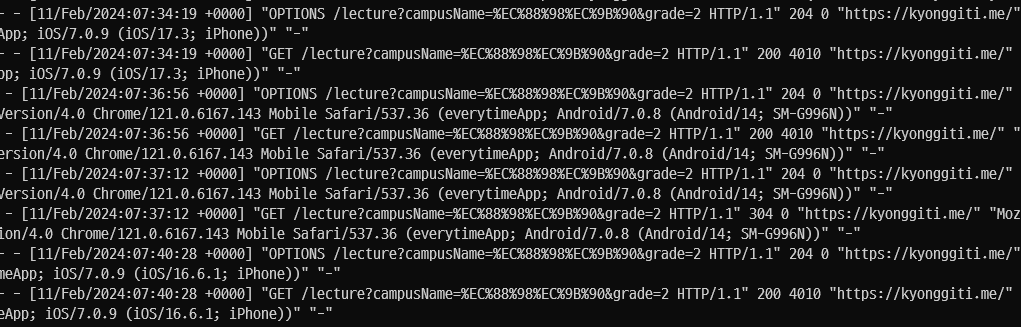 - - [11/Feb/2024:07:34:19 +0000] "OPTIONS /lecture?campusName=%EC%88%98%EC%9B%90&grade=2 HTTP/1.1" 204 0 "https://kyonggiti.me/"
App; iOS/7.0.9 (iOS/17.3; iPhone))" "-"
- - [11/Feb/2024:07:34:19 +0000] "GET /lecture?campusName=%EC%88%98%EC%9B%90&grade=2 HTTP/1.1" 200 4010 "https://kyonggiti.me/"
pp; iOS/7.0.9 (iOS/17.3; iPhone))" "-"
- - [11/Feb/2024:07:36:56 +0000] "OPTIONS /lecture?campusName=%EC%88%98%EC%9B%90&grade=2 HTTP/1.1" 204 0 "https://kyonggiti.me/"
Version/4.0 Chrome/121.0.6167.143 Mobile Safari/537.36 (everytimeApp; Android/7.0.8 (Android/14; SM-G996N))" "-"
- - [11/Feb/2024:07:36:56 +0000] "GET /lecture?campusName=%EC%88%98%EC%9B%90&grade=2 HTTP/1.1" 200 4010 "https://kyonggiti.me/" "
ersion/4.0 Chrome/121.0.6167.143 Mobile Safari/537.36 (everytimeApp; Android/7.0.8 (Android/14; SM-G996N))" "-"
- - [11/Feb/2024:07:37:12 +0000] "OPTIONS /lecture?campusName=%EC%88%98%EC%9B%90&grade=2 HTTP/1.1" 204 0 "https://kyonggiti.me/"
Version/4.0 Chrome/121.0.6167.143 Mobile Safari/537.36 (everytimeApp; Android/7.0.8 (Android/14; SM-G996N))" "-"
- - [11/Feb/2024:07:37:12 +0000] "GET /lecture?campusName=%EC%88%98%EC%9B%90&grade=2 HTTP/1.1" 304 0 "https://kyonggiti.me/" "Moz
ion/4.0 Chrome/121.0.6167.143 Mobile Safari/537.36 (everytimeApp; Android/7.0.8 (Android/14; SM-G996N))" "-"
- - [11/Feb/2024:07:40:28 +0000] "OPTIONS /lecture?campusName=%EC%88%98%EC%9B%90&grade=2 HTTP/1.1" 204 0 "https://kyonggiti.me/"
meApp; iOS/7.0.9 (iOS/16.6.1; iPhone))" "-"
- - [11/Feb/2024:07:40:28 +0000] "GET /lecture?campusName=%EC%88%98%EC%9B%90&grade=2 HTTP/1.1" 200 4010 "https://kyonggiti.me/"
eApp; iOS/7.0.9 (iOS/16.6.1; iPhone))" "-"